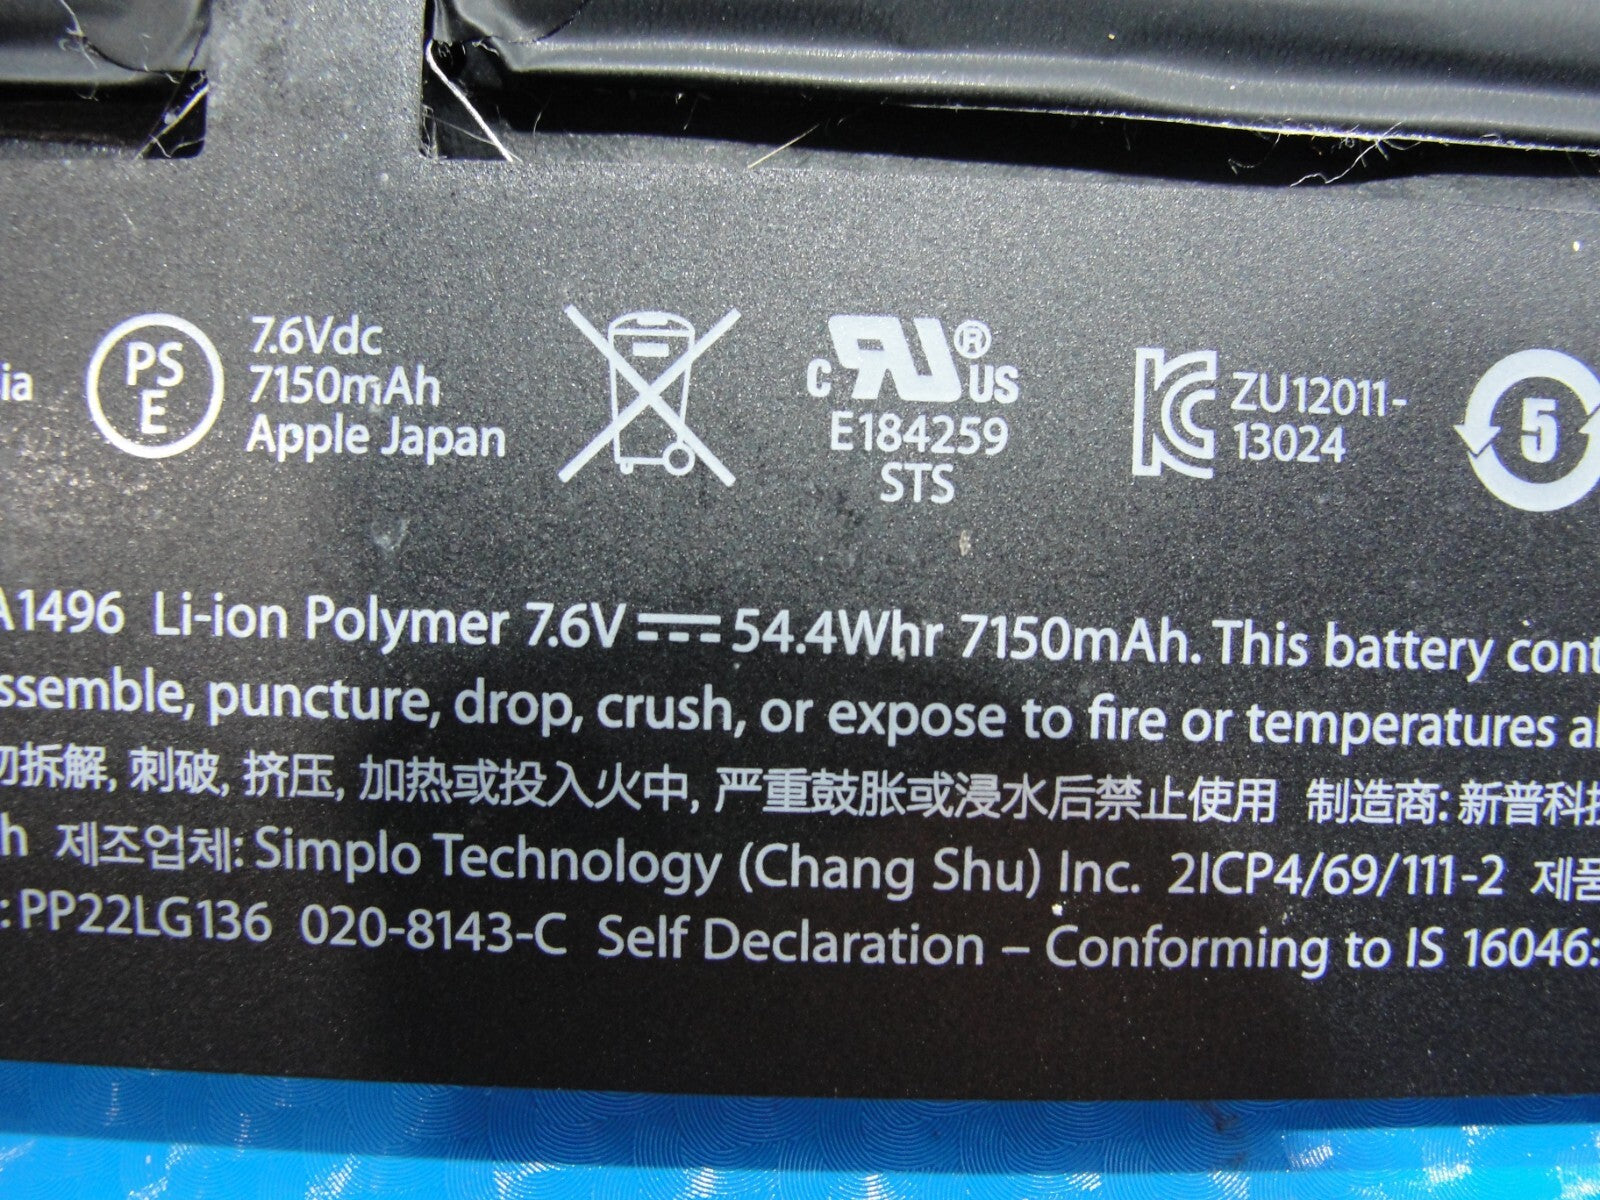 PS
E
7.6Vdc
7150mAh
Apple Japan
c RU ® US
E184259
STS
KC
ZU12011-
13024
5
A1496 Li-ion Polymer 7.6V ⎓ 54.4Whr 7150mAh. This battery
puncture, drop, crush, or expose to fire or temperatures
拆解, 刺破, 挤压, 加热或投入火中, 严重鼓胀或浸水后禁止使用 制造商: 新普科
제조업체: Simplo Technology (Chang Shu) Inc. 2ICP4/69/111-2 제품
: PP22LG136 020-8143-C Self Declaration – Conforming to IS 16046: